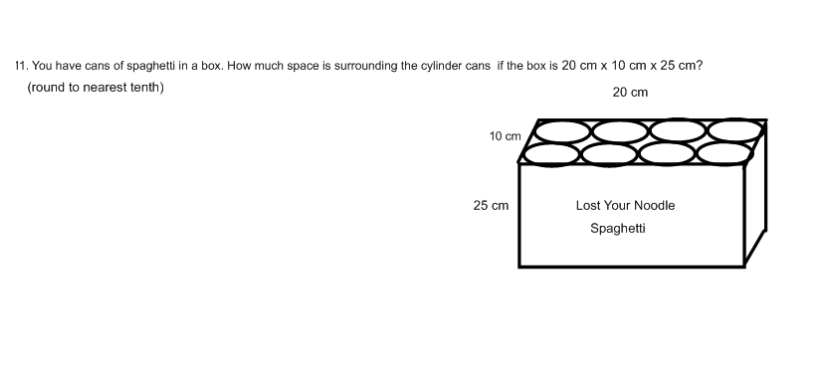 11. You have cans of spaghetti in a box. How much space is surrounding the cylinder cans if the box is 20 cm x 10 cm x 25 cm?
(round to nearest tenth)
20 cm
10 cm
25 cm
Lost Your Noodle
Spaghetti